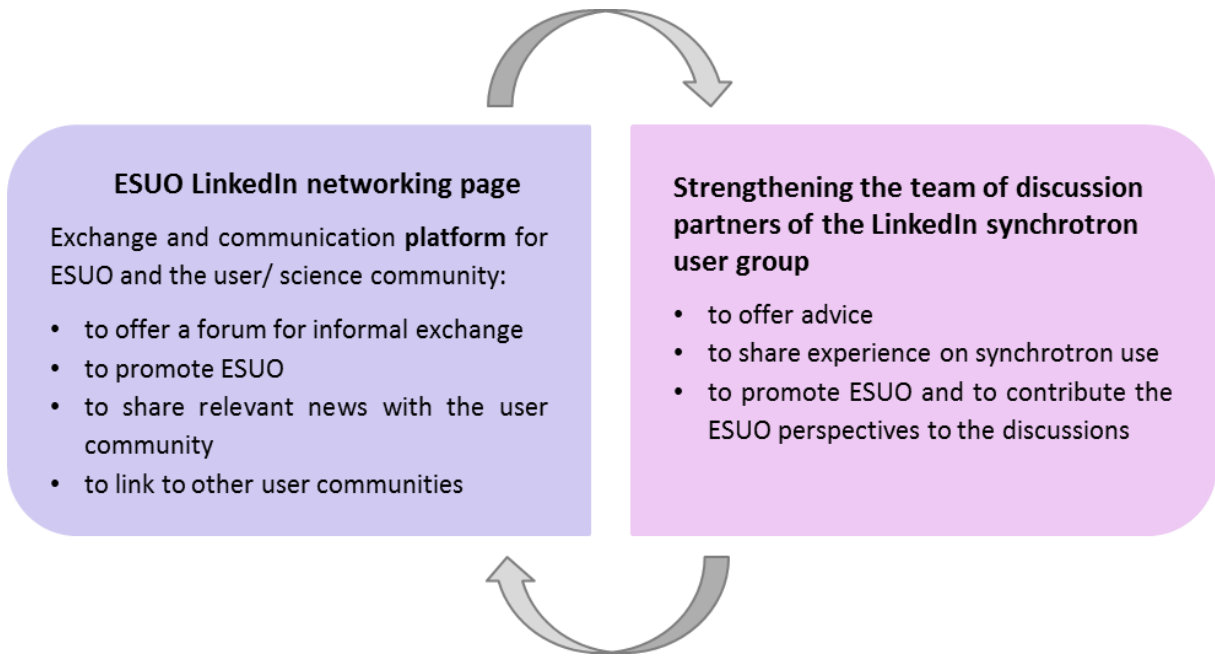 ESUO LinkedIn networking page
Exchange and communication platform for
ESUO and the user/ science community:
• to offer a forum for informal exchange
• to promote ESUO
• to share relevant news with the user
community
• to link to other user communities
Strengthening the team of discussion
partners of the LinkedIn synchrotron
user group
• to offer advice
• to share experience on synchrotron use
• to promote ESUO and to contribute the
ESUO perspectives to the discussions